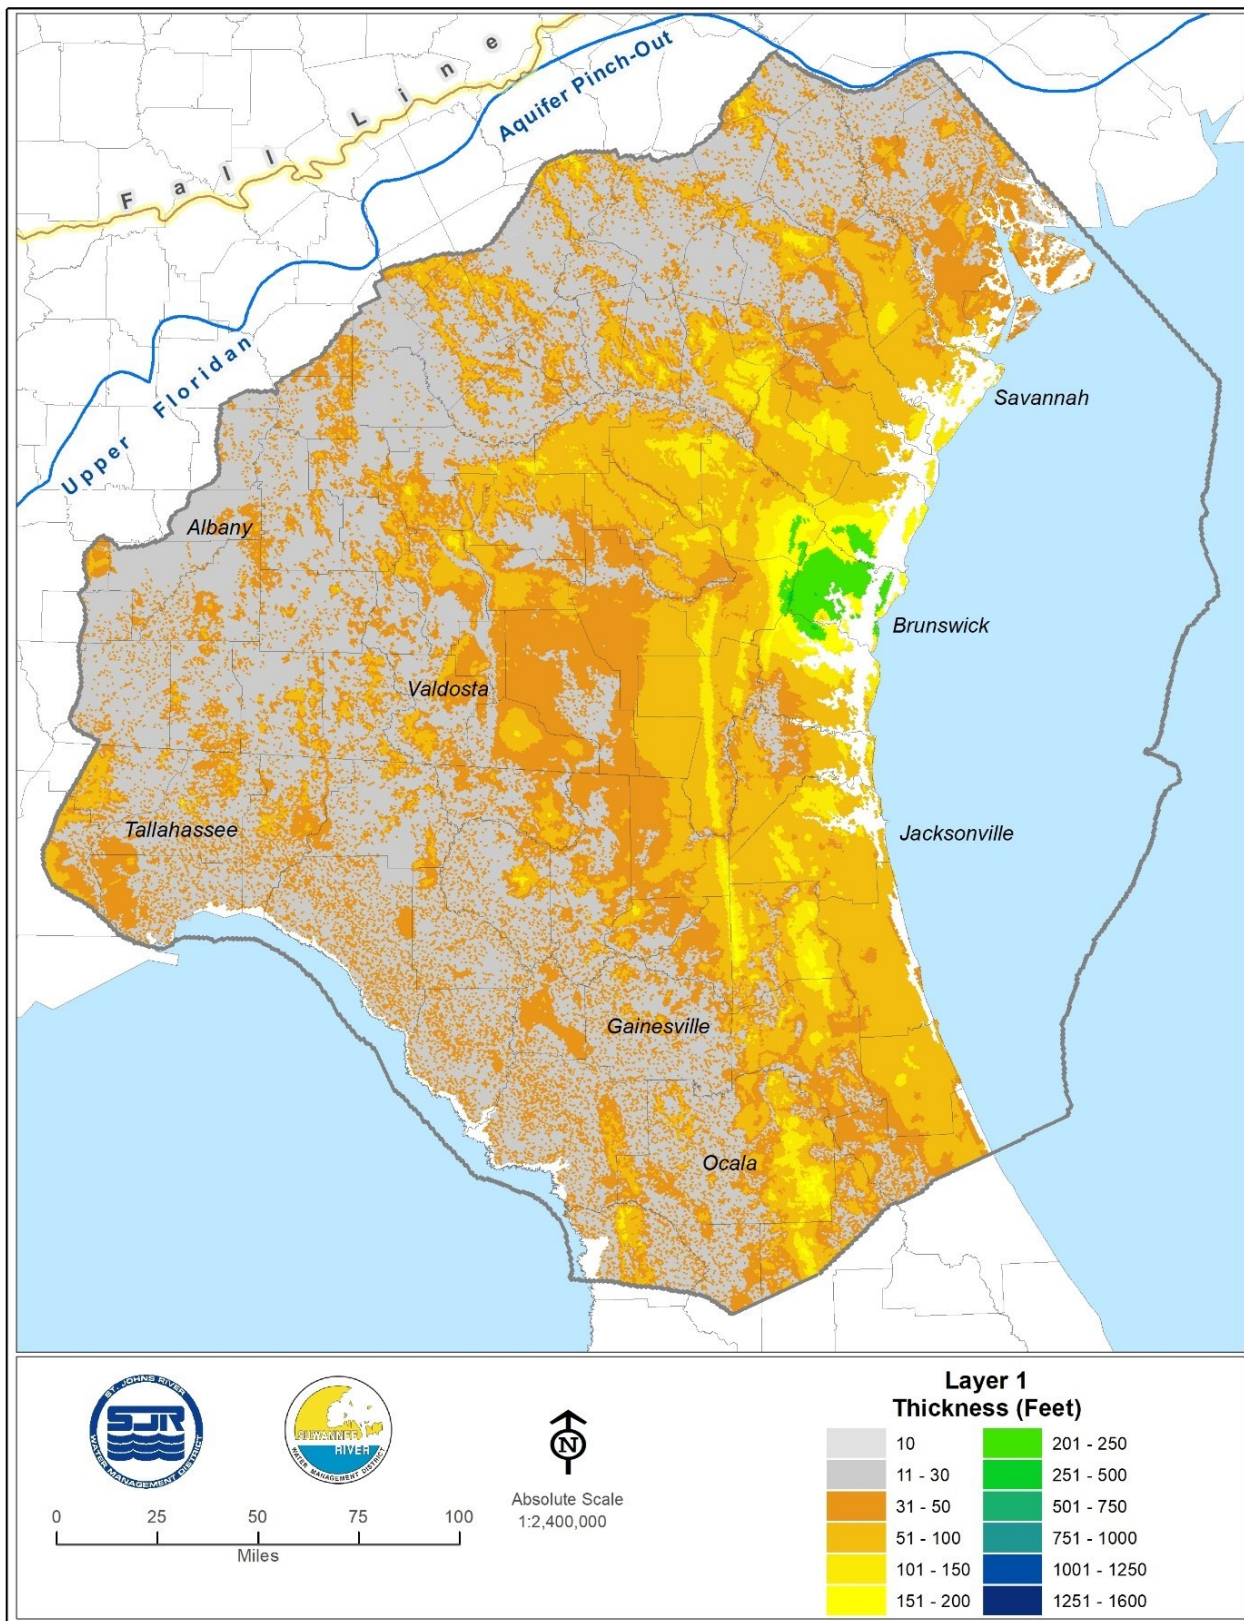 Fall Line
Aquifer Pinch-Out
Upper Floridan
Savannah
Albany
Brunswick
Valdosta
Tallahassee
Jacksonville
Gainesville
Ocala
ST. JOHNS RIVER
SJR
WATER MANAGEMENT DISTRICT
SUWANNEE
RIVER
WATER MANAGEMENT DISTRICT
N
Absolute Scale
1:2,400,000
0 25 50 75 100
Miles
Layer 1
Thickness (Feet)
10
11 - 30
31 - 50
51 - 100
101 - 150
151 - 200
201 - 250
251 - 500
501 - 750
751 - 1000
1001 - 1250
1251 - 1600